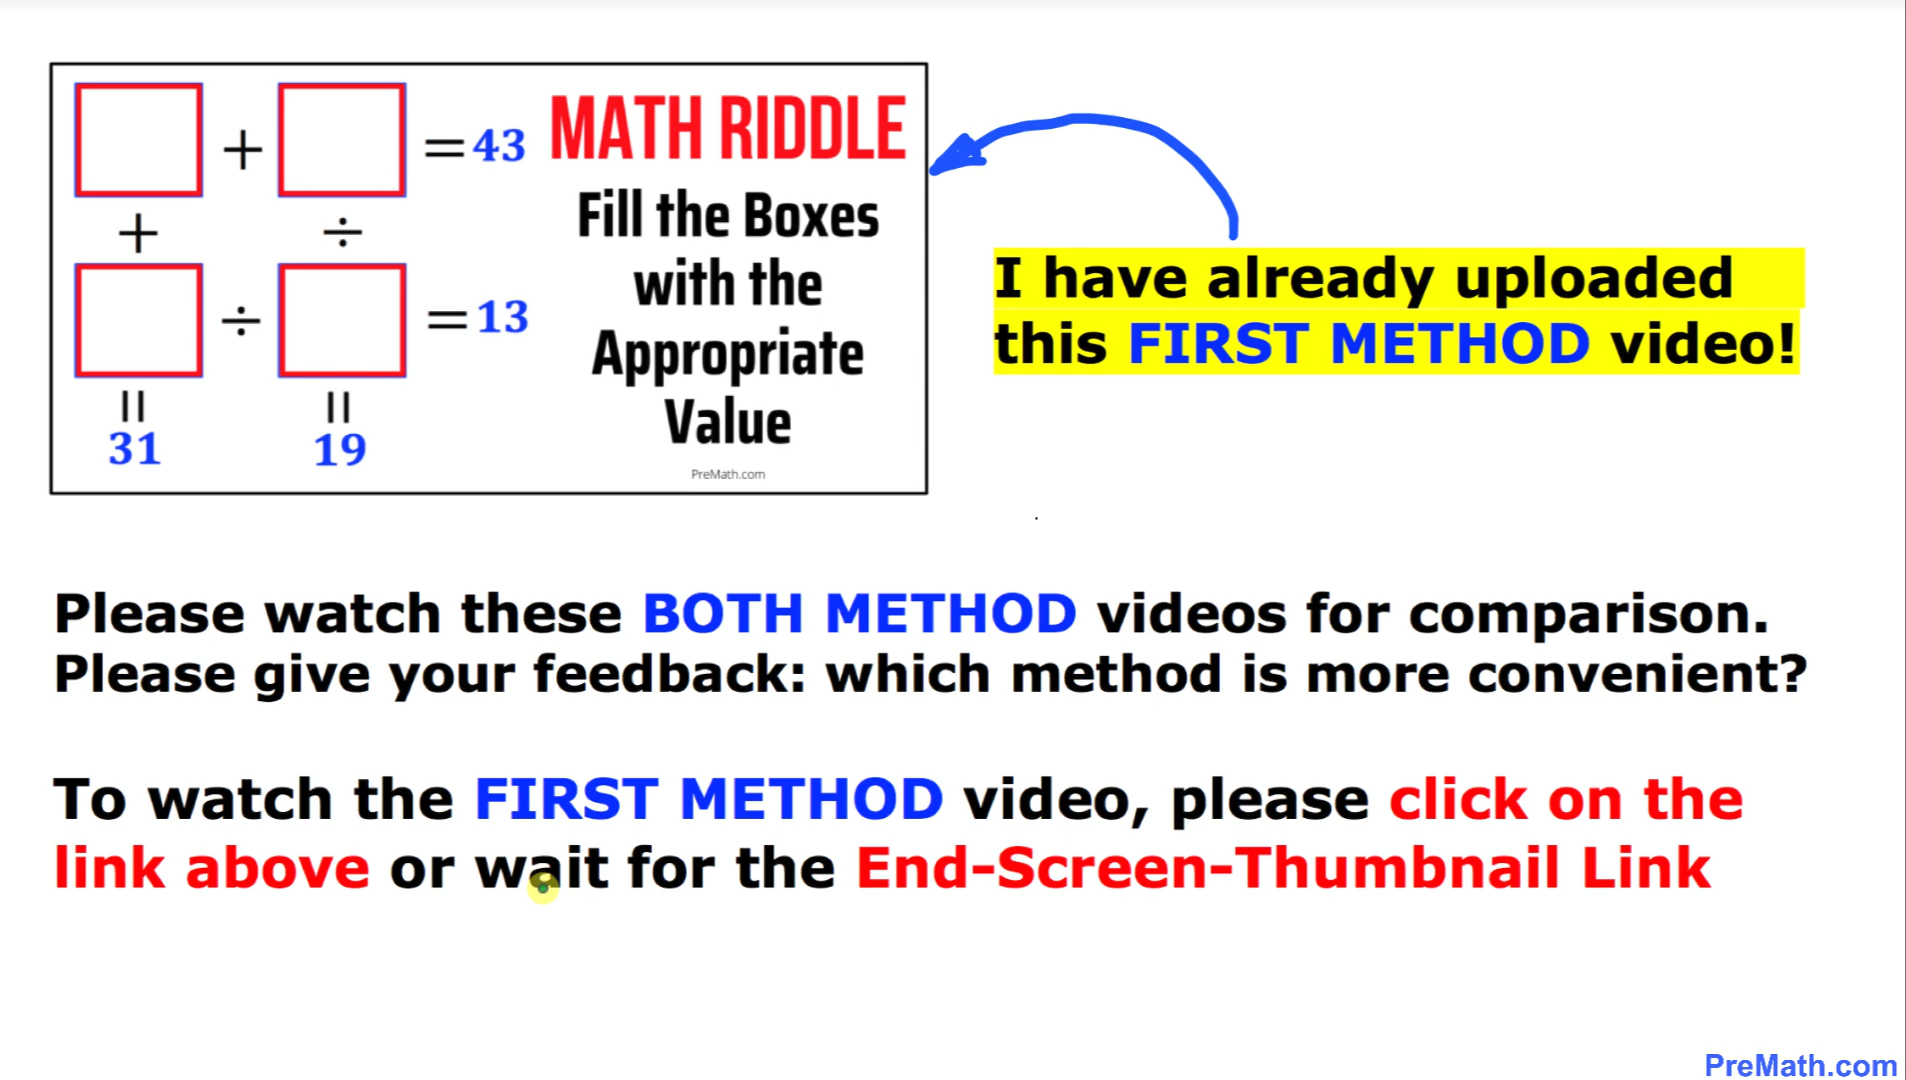 + = 43
+ ÷
÷ = 13
= =
31 19
MATH RIDDLE
Fill the Boxes
with the
Appropriate
Value
PreMath.com
I have already uploaded
this FIRST METHOD video!
Please watch these BOTH METHOD videos for comparison.
Please give your feedback: which method is more convenient?
To watch the FIRST METHOD video, please click on the
link above or wait for the End-Screen-Thumbnail Link
PreMath.com